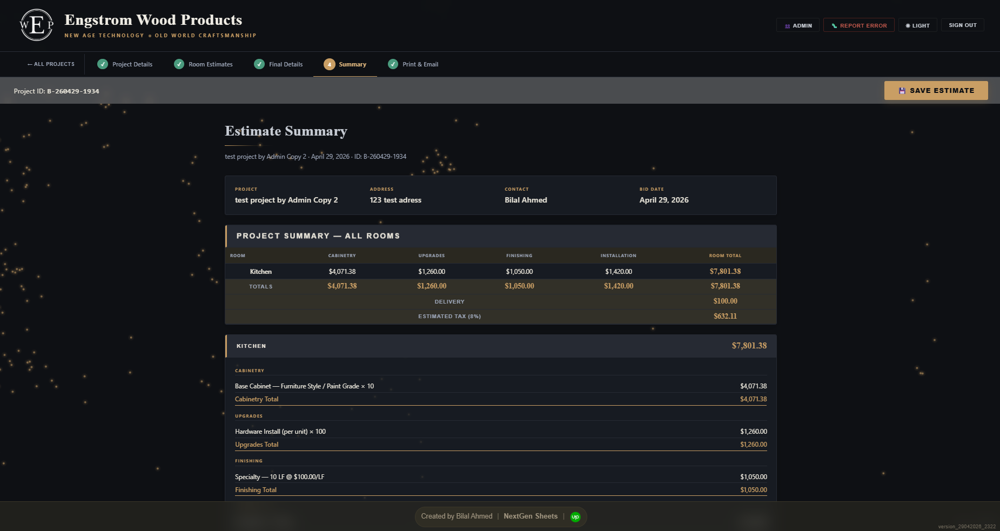 W E P
Engstrom Wood Products
NEW AGE TECHNOLOGY ● OLD WORLD CRAFTSMANSHIP
ADMIN
REPORT ERROR
LIGHT
SIGN OUT
← ALL PROJECTS
✓ Project Details
✓ Room Estimates
✓ Final Details
4 Summary
✓ Print & Email
Project ID: B-260429-1934
SAVE ESTIMATE
Estimate Summary
test project by Admin Copy 2 · April 29, 2026 · ID: B-260429-1934
PROJECT ADDRESS CONTACT BID DATE
test project by Admin Copy 2 123 test adress Bilal Ahmed April 29, 2026
PROJECT SUMMARY — ALL ROOMS
ROOM CABINETRY UPGRADES FINISHING INSTALLATION ROOM TOTAL
Kitchen $4,071.38 $1,260.00 $1,050.00 $1,420.00 $7,801.38
TOTALS $4,071.38 $1,260.00 $1,050.00 $1,420.00 $7,801.38
DELIVERY $100.00
ESTIMATED TAX (8%) $632.11
KITCHEN $7,801.38
CABINETRY
Base Cabinet — Furniture Style / Paint Grade × 10 $4,071.38
Cabinetry Total $4,071.38
UPGRADES
Hardware Install (per unit) × 100 $1,260.00
Upgrades Total $1,260.00
FINISHING
Specialty — 10 LF @ $100.00/LF $1,050.00
Finishing Total $1,050.00
Created by Bilal Ahmed | NextGen Sheets | up
version_29042026_2322